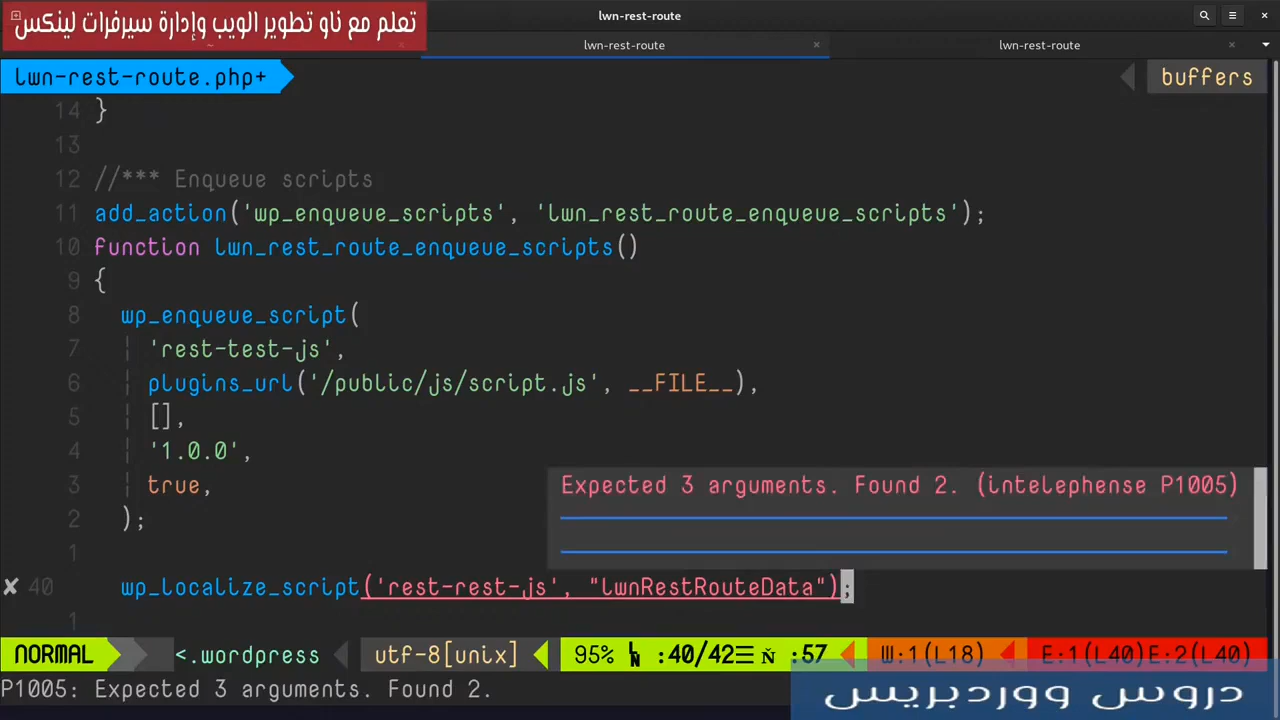 lwn-rest-route
تعلم مع ناو تطوير الويب وإدارة سيرفرات لينكس
lwn-rest-route
lwn-rest-route
lwn-rest-route.php+
buffers
14 }
13
12 //*** Enqueue scripts
11 add_action('wp_enqueue_scripts', 'lwn_rest_route_enqueue_scripts');
10 function lwn_rest_route_enqueue_scripts()
9 {
8 wp_enqueue_script(
7 'rest-test-js',
6 plugins_url('/public/js/script.js', __FILE__),
5 [],
4 '1.0.0',
3 true,
Expected 3 arguments. Found 2. (intelephense P1005)
2 );
1
✘ 40 wp_localize_script('rest-rest-js', "lwnRestRouteData");
1
NORMAL <.wordpress utf-8[unix] 95% :40/42☰ :57 W:1(L18) E:1(L40)E:2(L40)
P1005: Expected 3 arguments. Found 2.
دروس ووردبريس